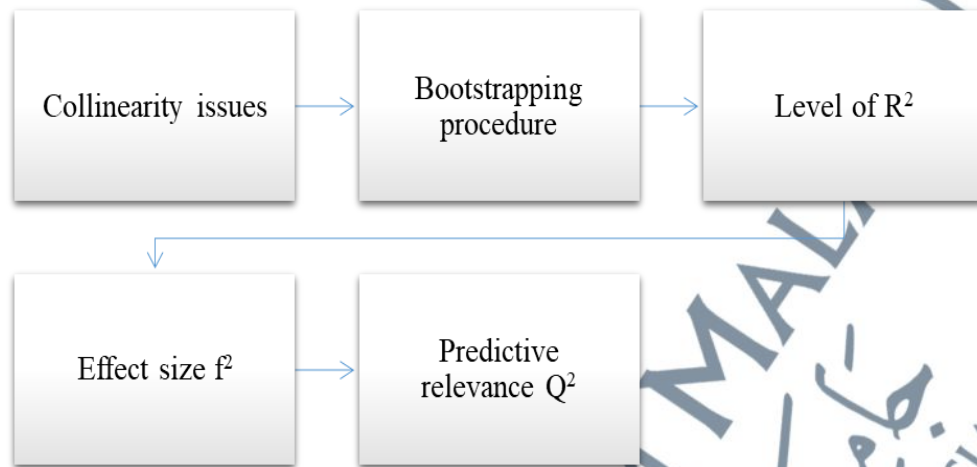 Collinearity issues
Bootstrapping
procedure
Level of R²
Effect size f²
Predictive
relevance Q²